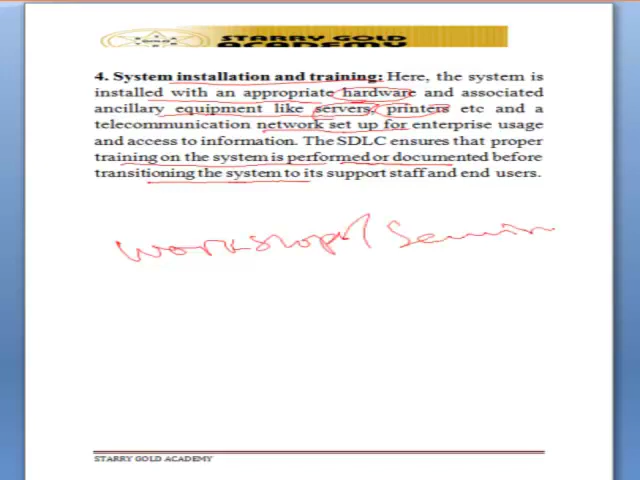 STARRY GOLD
ACADEMY
4. System installation and training: Here, the system is
installed with an appropriate hardware and associated
ancillary equipment like servers, printers etc and a
telecommunication network set up for enterprise usage
and access to information. The SDLC ensures that proper
training on the system is performed or documented before
transitioning the system to its support staff and end users.
workshop/
STARRY GOLD ACADEMY